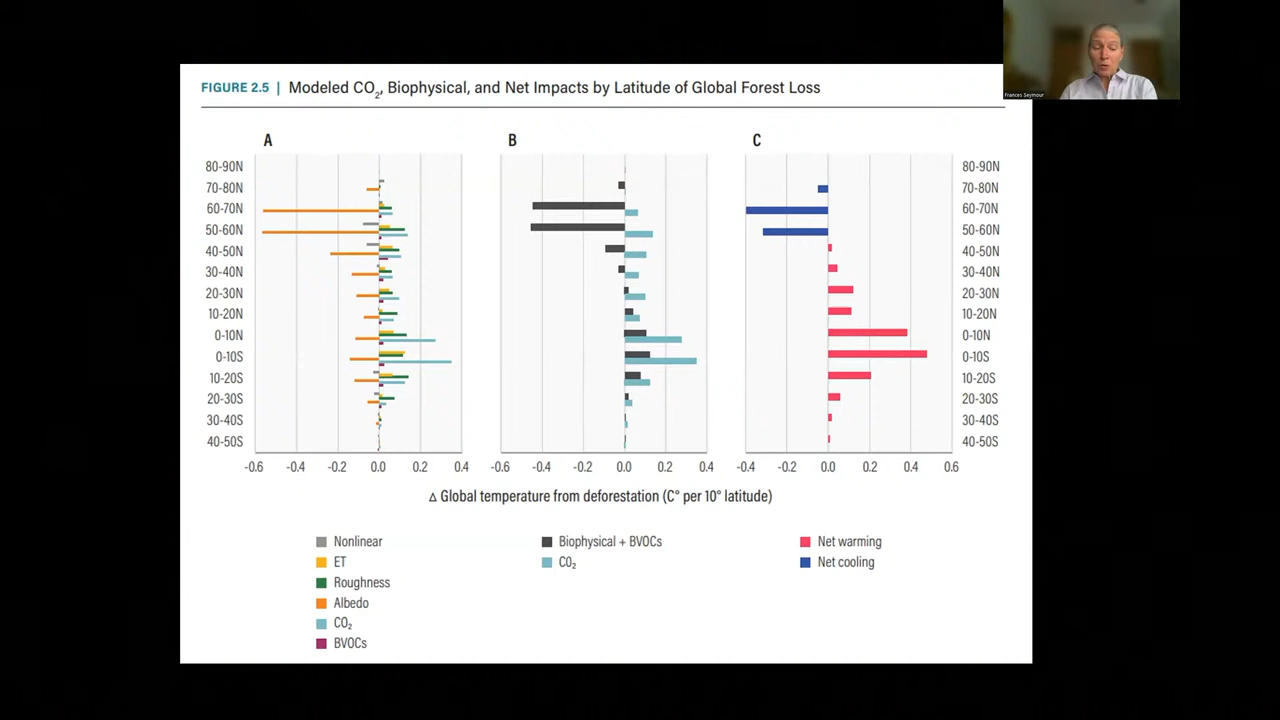 FIGURE 2.5 | Modeled CO₂, Biophysical, and Net Impacts by Latitude of Global Forest Loss
Frances Seymour
A
B
C
80-90N
70-80N
60-70N
50-60N
40-50N
30-40N
20-30N
10-20N
0-10N
0-10S
10-20S
20-30S
30-40S
40-50S
80-90N
70-80N
60-70N
50-60N
40-50N
30-40N
20-30N
10-20N
0-10N
0-10S
10-20S
20-30S
30-40S
40-50S
-0.6 -0.4 -0.2 0.0 0.2 0.4
-0.6 -0.4 -0.2 0.0 0.2 0.4
-0.4 -0.2 0.0 0.2 0.4 0.6
Δ Global temperature from deforestation (C° per 10° latitude)
Nonlinear
ET
Roughness
Albedo
CO₂
BVOCs
Biophysical + BVOCs
CO₂
Net warming
Net cooling